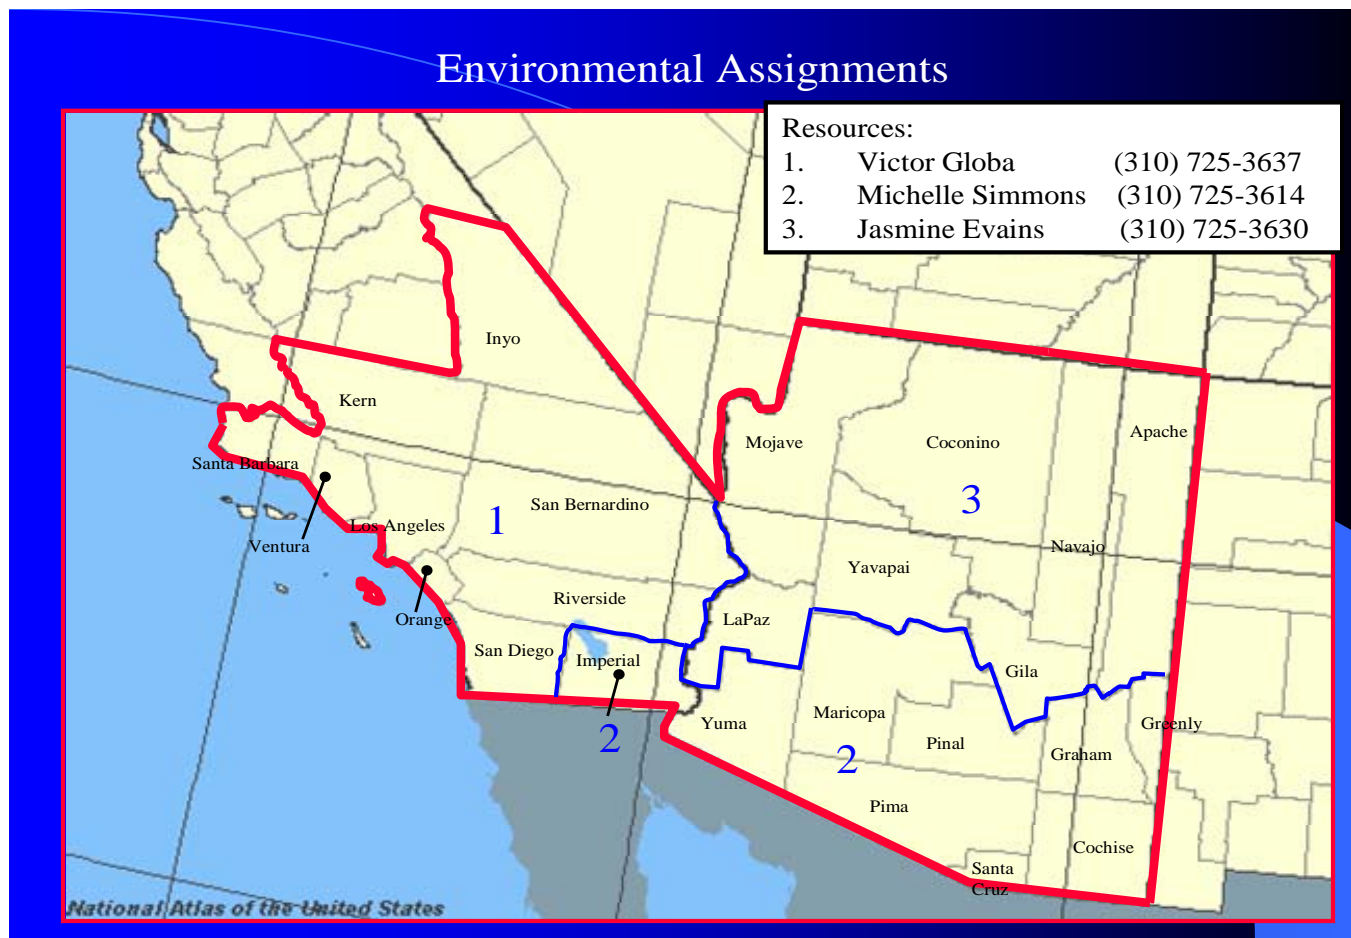 Environmental Assignments
Resources:
1. Victor Globa (310) 725-3637
2. Michelle Simmons (310) 725-3614
3. Jasmine Evains (310) 725-3630
Inyo
Kern
Mojave
Coconino
Apache
Santa Barbara
San Bernardino
3
1
Los Angeles
Ventura
Navajo
Yavapai
Riverside
Orange
LaPaz
San Diego
Imperial
Gila
Maricopa
Yuma
Greenly
2
Pinal
Graham
2
Pima
Cochise
Santa
Cruz
National Atlas of the United States